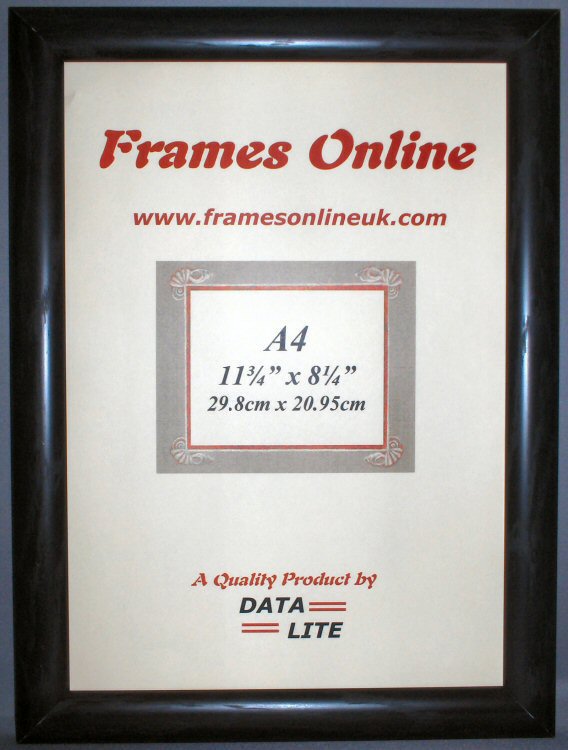 Frames Online
www.framesonlineuk.com
A4
11¾” x 8¼”
29.8cm x 20.95cm
A Quality Product by
DATA
LITE